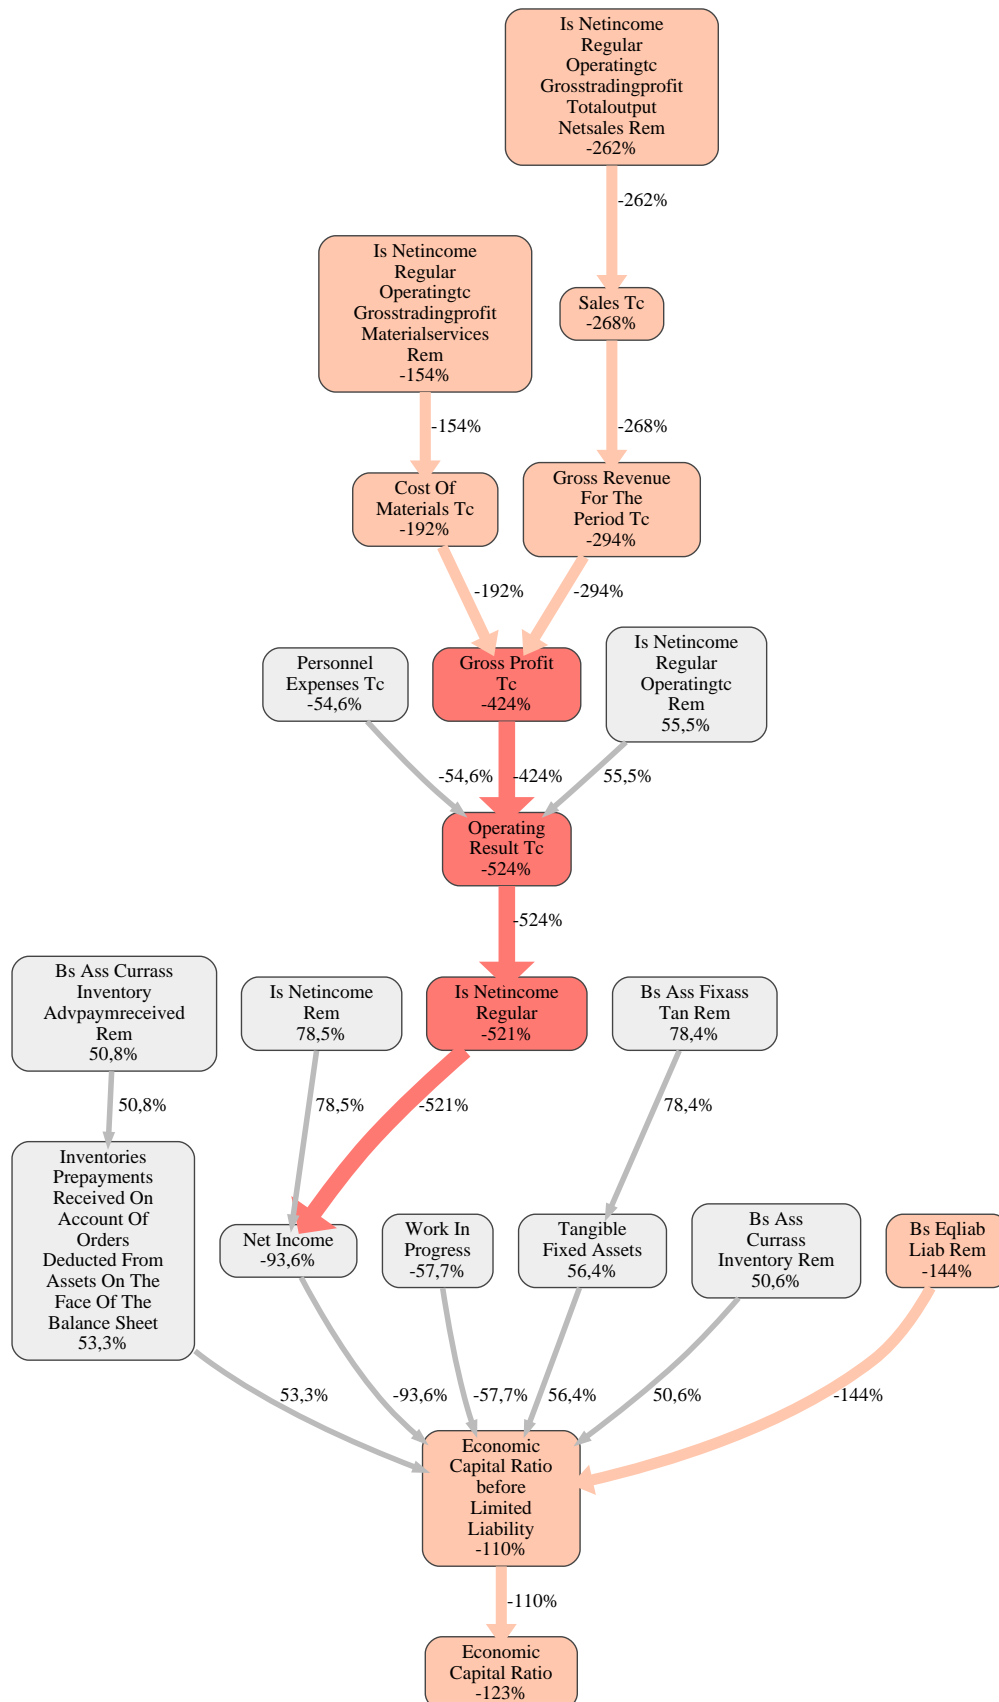 Is Netincome
Regular
Operatingtc
Grosstradingprofit
Totaloutput
Netsales Rem
-262%
-262%
Is Netincome
Regular
Operatingtc
Grosstradingprofit
Materialservices
Rem
-154%
Sales Tc
-268%
-154%
-268%
Cost Of
Materials Tc
-192%
Gross Revenue
For The
Period Tc
-294%
-192%
-294%
Personnel
Expenses Tc
-54,6%
Gross Profit
Tc
-424%
Is Netincome
Regular
Operatingtc
Rem
55,5%
-54,6%
-424%
55,5%
Operating
Result Tc
-524%
-524%
Bs Ass Currass
Inventory
Advpaymreceived
Rem
50,8%
Is Netincome
Rem
78,5%
Is Netincome
Regular
-521%
Bs Ass Fixass
Tan Rem
78,4%
50,8%
78,5%
-521%
78,4%
Inventories
Prepayments
Received On
Account Of
Orders
Deducted From
Assets On The
Face Of The
Balance Sheet
53,3%
Net Income
-93,6%
Work In
Progress
-57,7%
Tangible
Fixed Assets
56,4%
Bs Ass
Currass
Inventory Rem
50,6%
Bs Eqliab
Liab Rem
-144%
53,3%
-93,6%
-57,7%
56,4%
50,6%
-144%
Economic
Capital Ratio
before
Limited
Liability
-110%
-110%
Economic
Capital Ratio
-123%